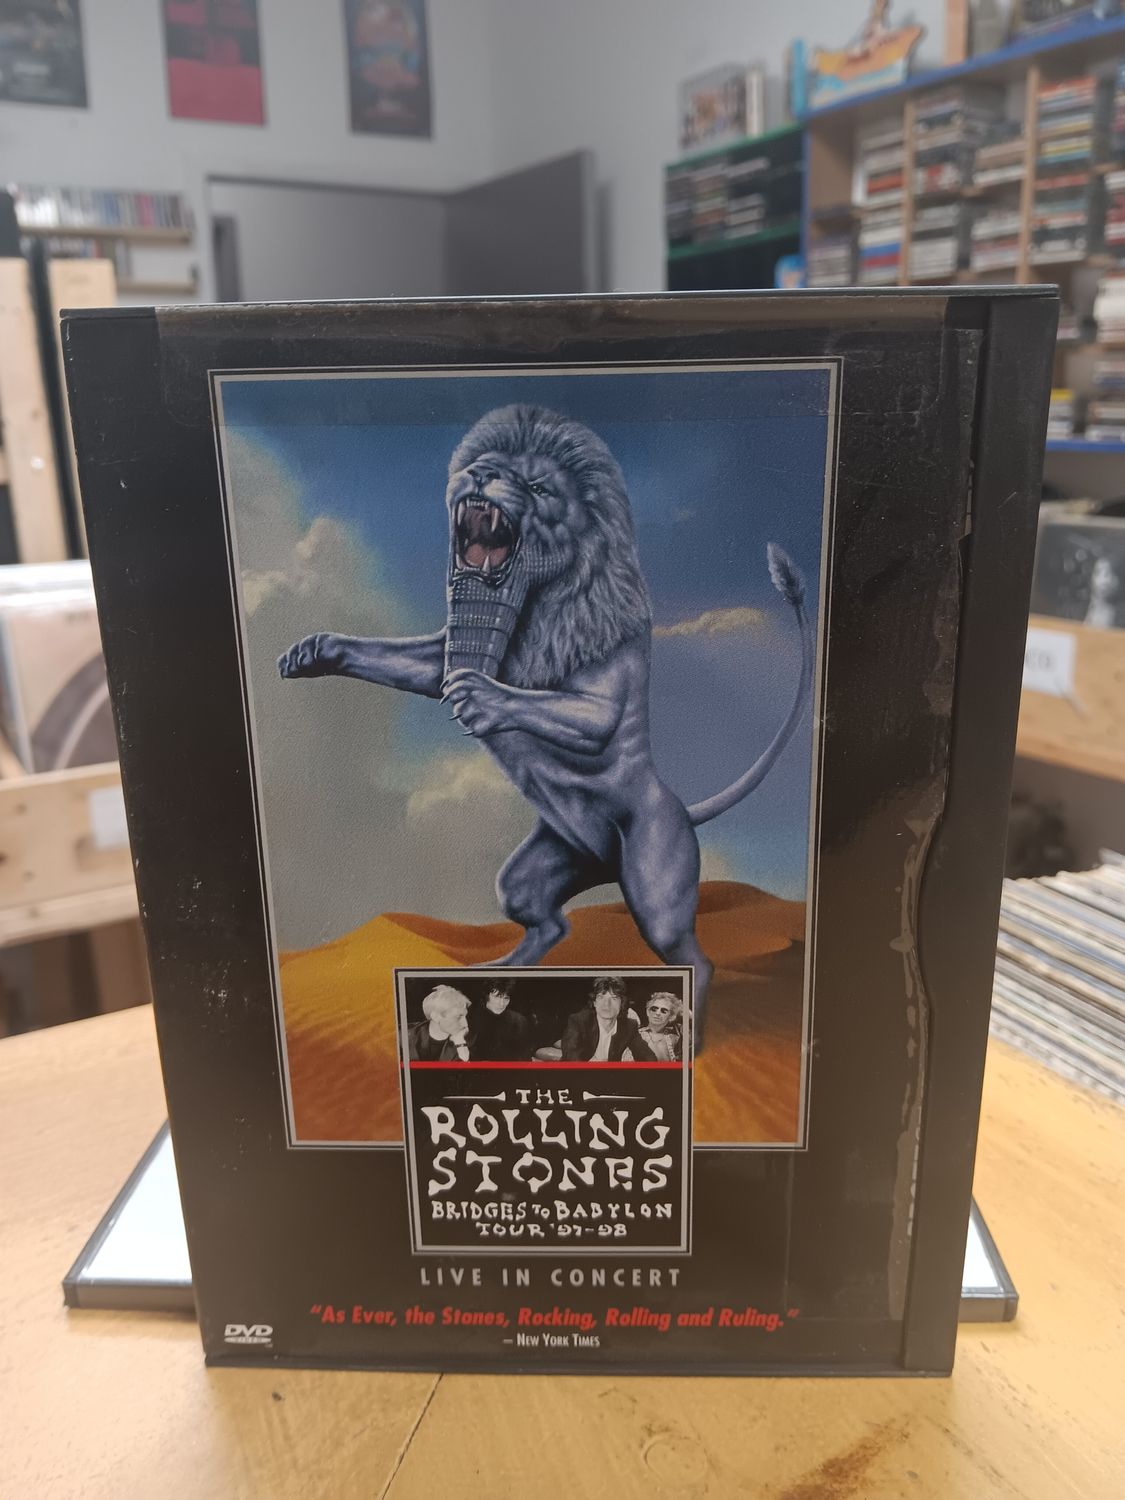 THE
ROLLING
STONES
BRIDGES TO BABYLON
TOUR '97-98
LIVE IN CONCERT
"As Ever, the Stones, Rocking, Rolling and Ruling."
– NEW YORK TIMES
DVD
VIDEO